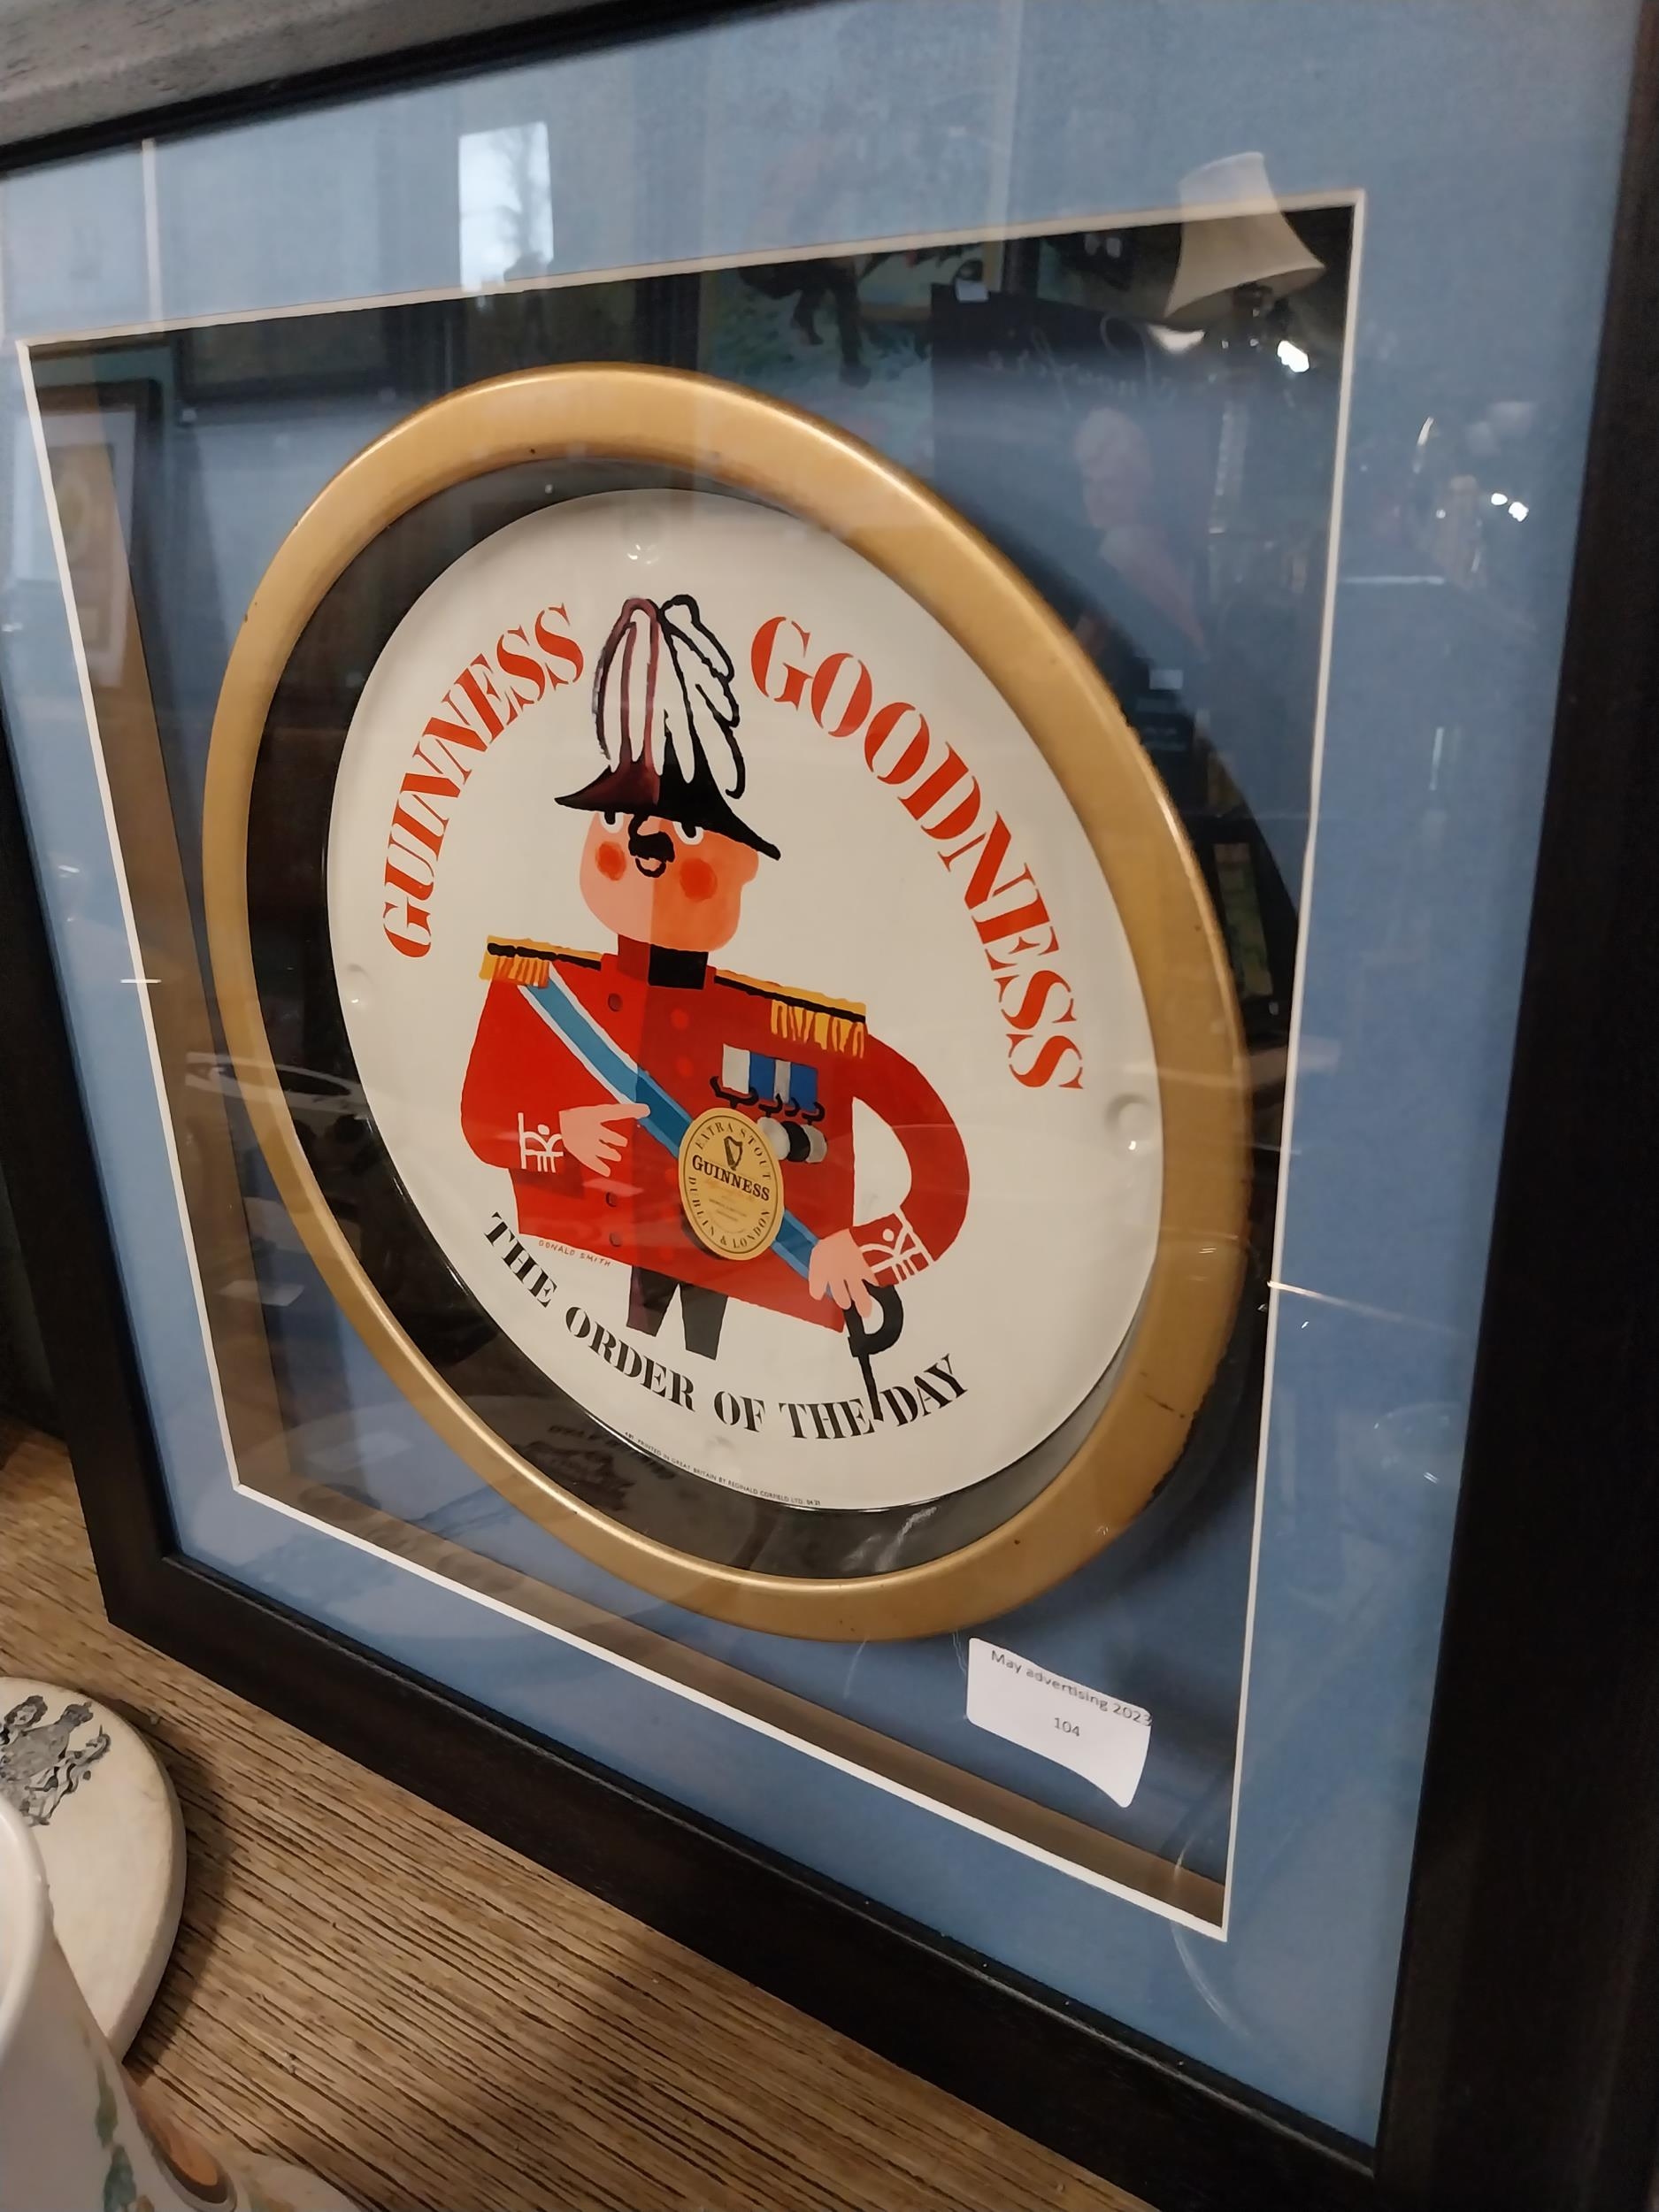 GUINNESS GOODNESS
EXTRA STOUT
GUINNESS
DUBLIN & LONDON
DONALD SMITH
THE ORDER OF THE DAY
PRINTED IN GREAT BRITAIN BY REGINALD CORFIELD LTD.
May advertising 2023
104